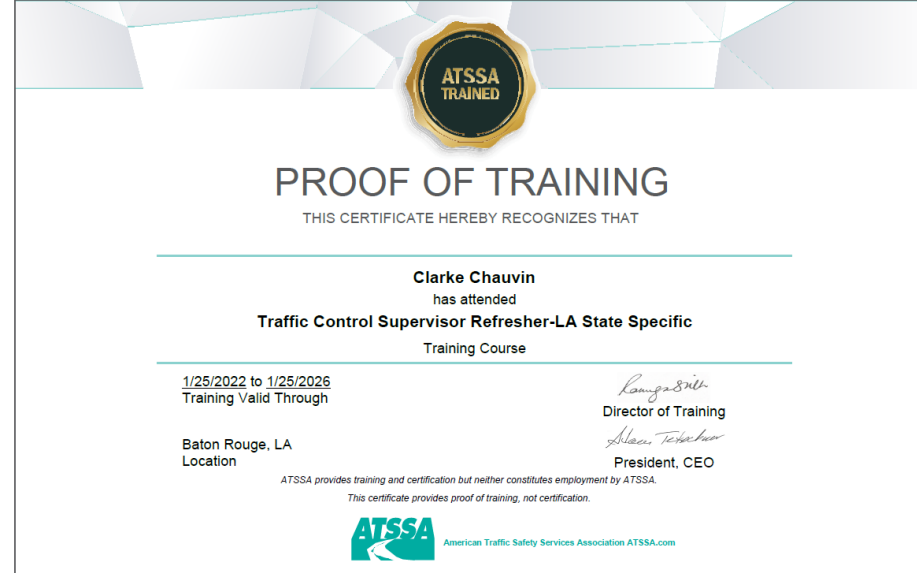 ATSSA
TRAINED
PROOF OF TRAINING
THIS CERTIFICATE HEREBY RECOGNIZES THAT
Clarke Chauvin
has attended
Traffic Control Supervisor Refresher-LA State Specific
Training Course
1/25/2022 to 1/25/2026
Training Valid Through
Director of Training
Baton Rouge, LA
Location
President, CEO
ATSSA provides training and certification but neither constitutes employment by ATSSA.
This certificate provides proof of training, not certification.
ATSSA
American Traffic Safety Services Association ATSSA.com